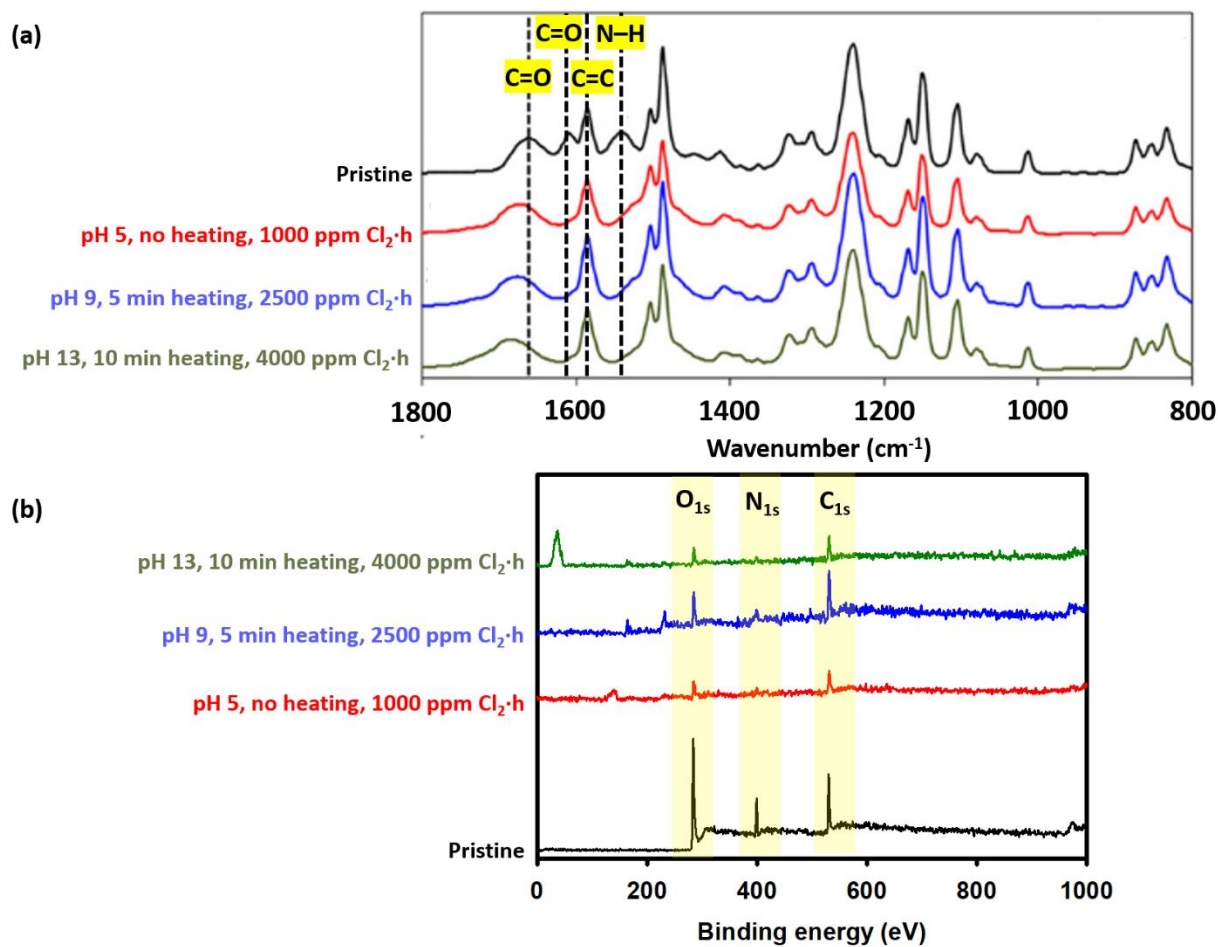 (a)
C=O N–H
C=O C=C
Pristine
pH 5, no heating, 1000 ppm Cl₂·h
pH 9, 5 min heating, 2500 ppm Cl₂·h
pH 13, 10 min heating, 4000 ppm Cl₂·h
1800 1600 1400 1200 1000 800
Wavenumber (cm⁻¹)
(b)
O₁ₛ N₁ₛ C₁ₛ
pH 13, 10 min heating, 4000 ppm Cl₂·h
pH 9, 5 min heating, 2500 ppm Cl₂·h
pH 5, no heating, 1000 ppm Cl₂·h
Pristine
0 200 400 600 800 1000
Binding energy (eV)